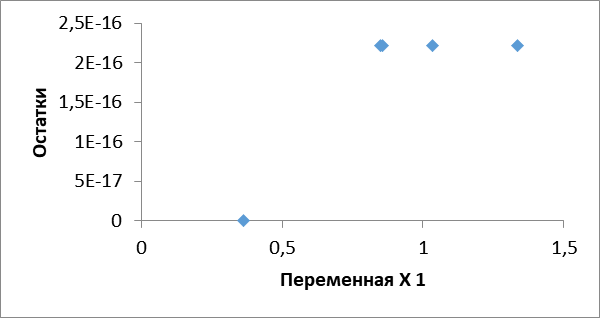 2,5E-16
2E-16
1,5E-16
1E-16
5E-17
0
Остатки
0
0,5
1
1,5
Переменная X 1